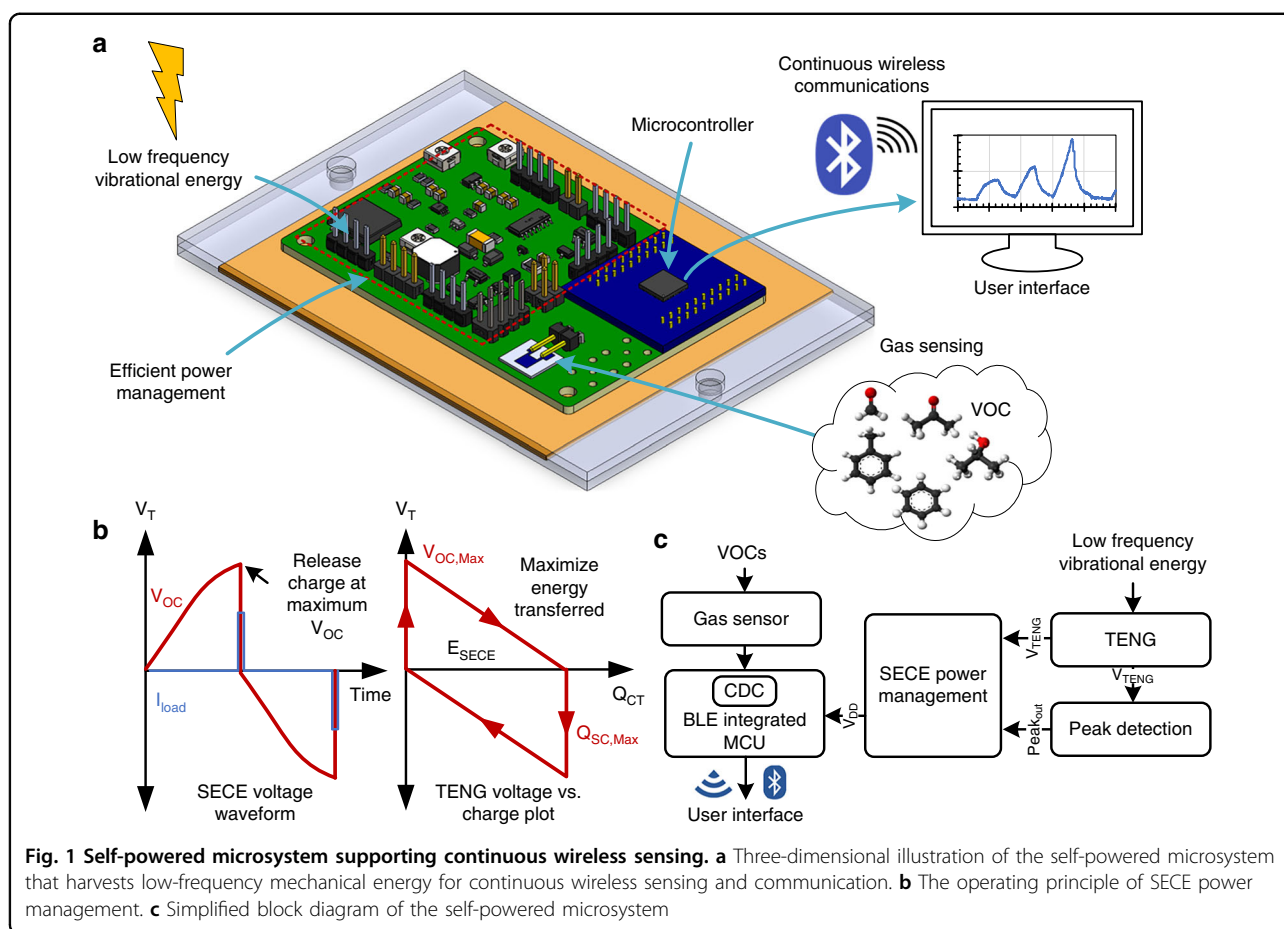 a
Continuous wireless
communications
Microcontroller
Low frequency
vibrational energy
User interface
Gas sensing
VOC
Efficient power
management
b
V_T
V_OC
Release
charge at
maximum
V_OC
I_load
Time
SECE voltage
waveform
V_T
V_OC,Max
Maximize
energy
transferred
E_SECE
Q_CT
Q_SC,Max
TENG voltage vs.
charge plot
c
VOCs
Low frequency
vibrational energy
Gas sensor
TENG
V_TENG
V_TENG
SECE power
management
CDC
BLE integrated
MCU
V_DD
Peak_out
Peak detection
User interface
Fig. 1 Self-powered microsystem supporting continuous wireless sensing. a Three-dimensional illustration of the self-powered microsystem
that harvests low-frequency mechanical energy for continuous wireless sensing and communication. b The operating principle of SECE power
management. c Simplified block diagram of the self-powered microsystem